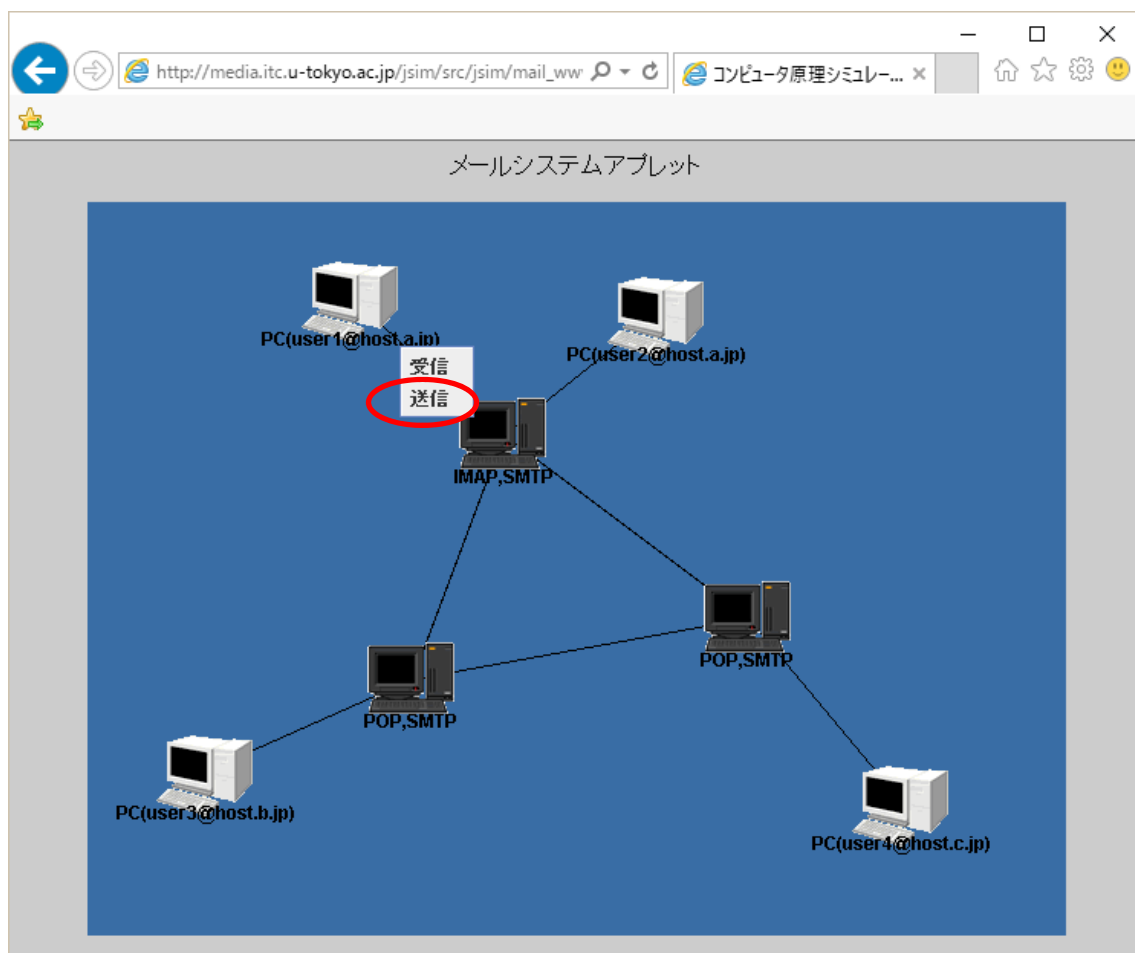 http://media.itc.u-tokyo.ac.jp/jsim/src/jsim/mail_ww
コンピュータ原理シミュレー...
メールシステムアプレット
PC(user1@host.a.jp)
PC(user2@host.a.jp)
受信
送信
IMAP,SMTP
POP,SMTP
POP,SMTP
PC(user3@host.b.jp)
PC(user4@host.c.jp)